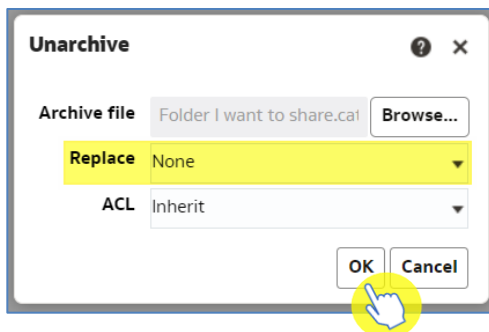 Unarchive
Archive file Folder I want to share.cat Browse...
Replace None
ACL Inherit
OK Cancel